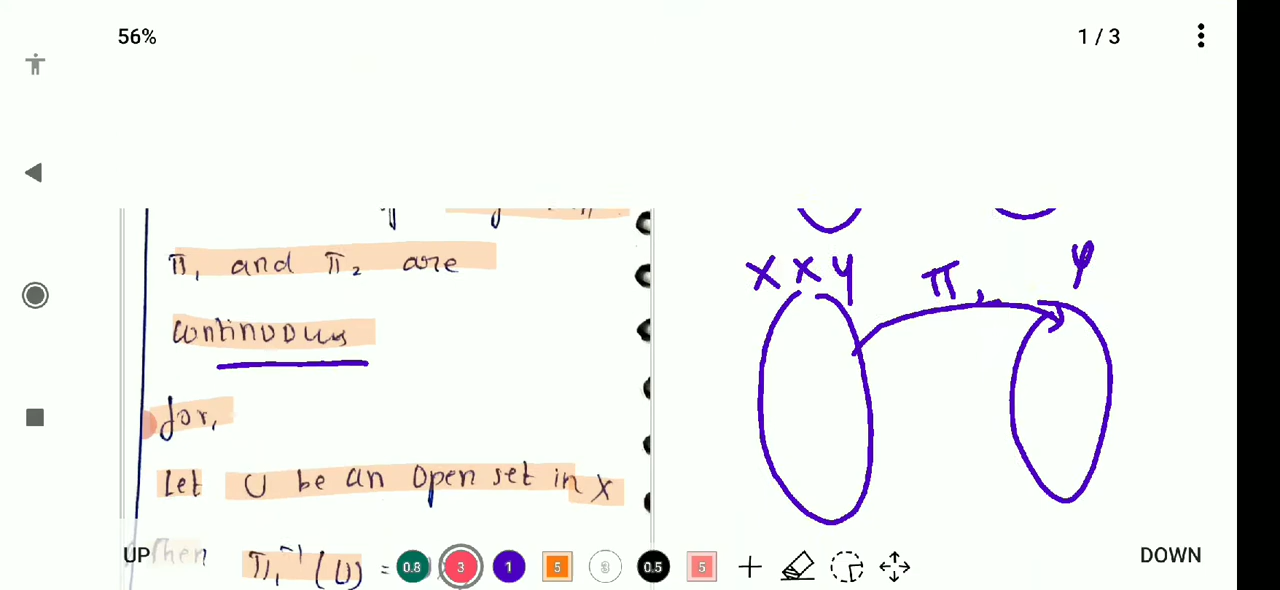 56%
1 / 3
π₁ and π₂ are
continuous
for,
Let U be an open set in X
Then π₁⁻¹(U) =
X × Y
π
Y
UP
0.8
3
1
5
3
0.5
5
DOWN